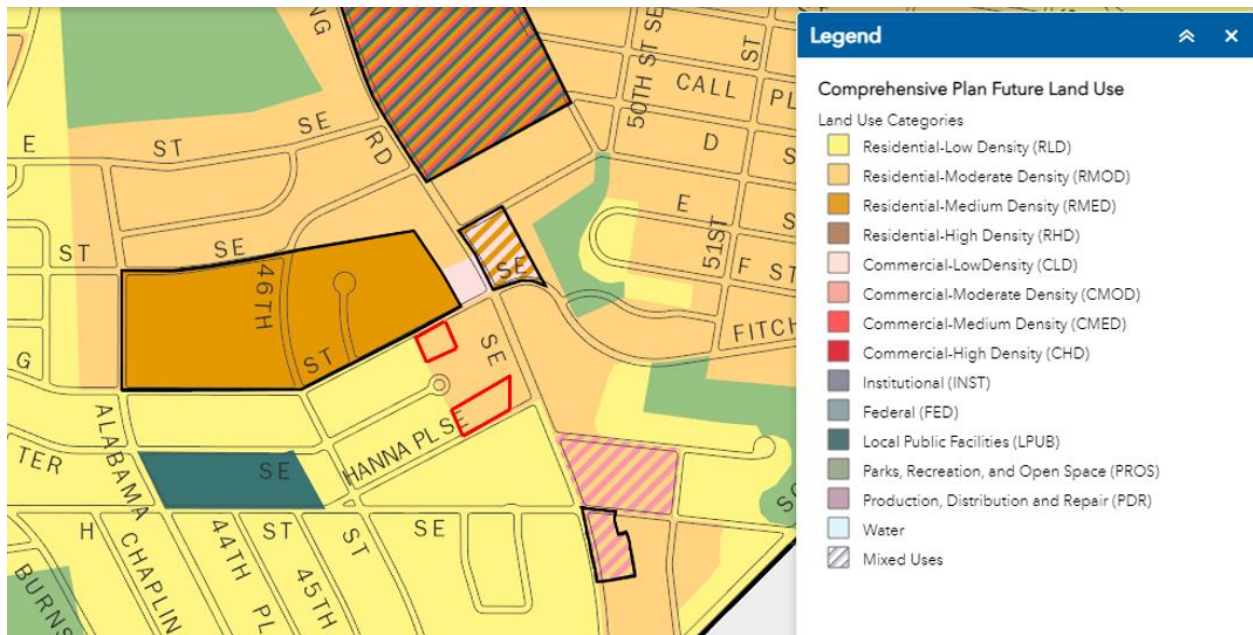 NG
RD
SE
50TH ST SE
ST
CALL PL
D S
E S
51ST
F ST
FITCH
E ST SE
ST SE
46TH
ST
SE
SE
G
ALABAMA
TER
SE
HANNA PL SE
H ST SE
CHAPLIN
44TH PL
45TH
ST
BURNS
SO
Legend
Comprehensive Plan Future Land Use
Land Use Categories
Residential-Low Density (RLD)
Residential-Moderate Density (RMOD)
Residential-Medium Density (RMED)
Residential-High Density (RHD)
Commercial-LowDensity (CLD)
Commercial-Moderate Density (CMOD)
Commercial-Medium Density (CMED)
Commercial-High Density (CHD)
Institutional (INST)
Federal (FED)
Local Public Facilities (LPUB)
Parks, Recreation, and Open Space (PROS)
Production, Distribution and Repair (PDR)
Water
Mixed Uses